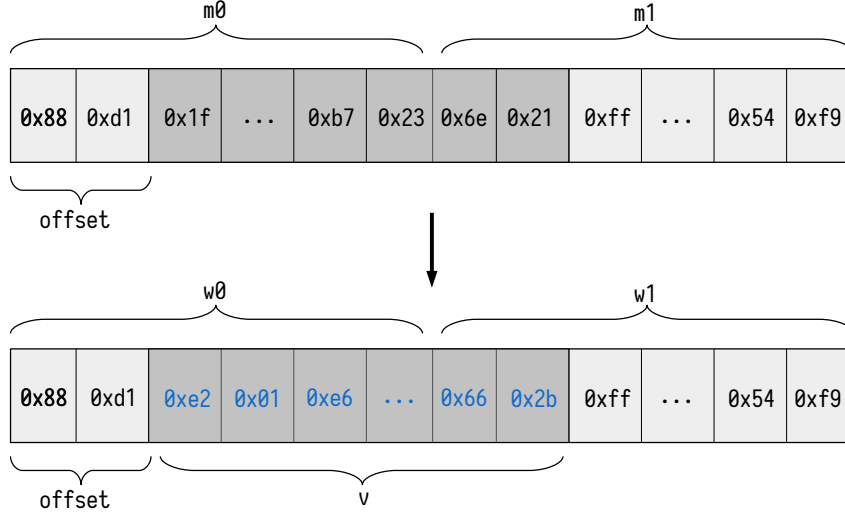 m0 m1
0x88 0xd1 0x1f ... 0xb7 0x23 0x6e 0x21 0xff ... 0x54 0xf9
offset
w0 w1
0x88 0xd1 0xe2 0x01 0xe6 ... 0x66 0x2b 0xff ... 0x54 0xf9
offset v